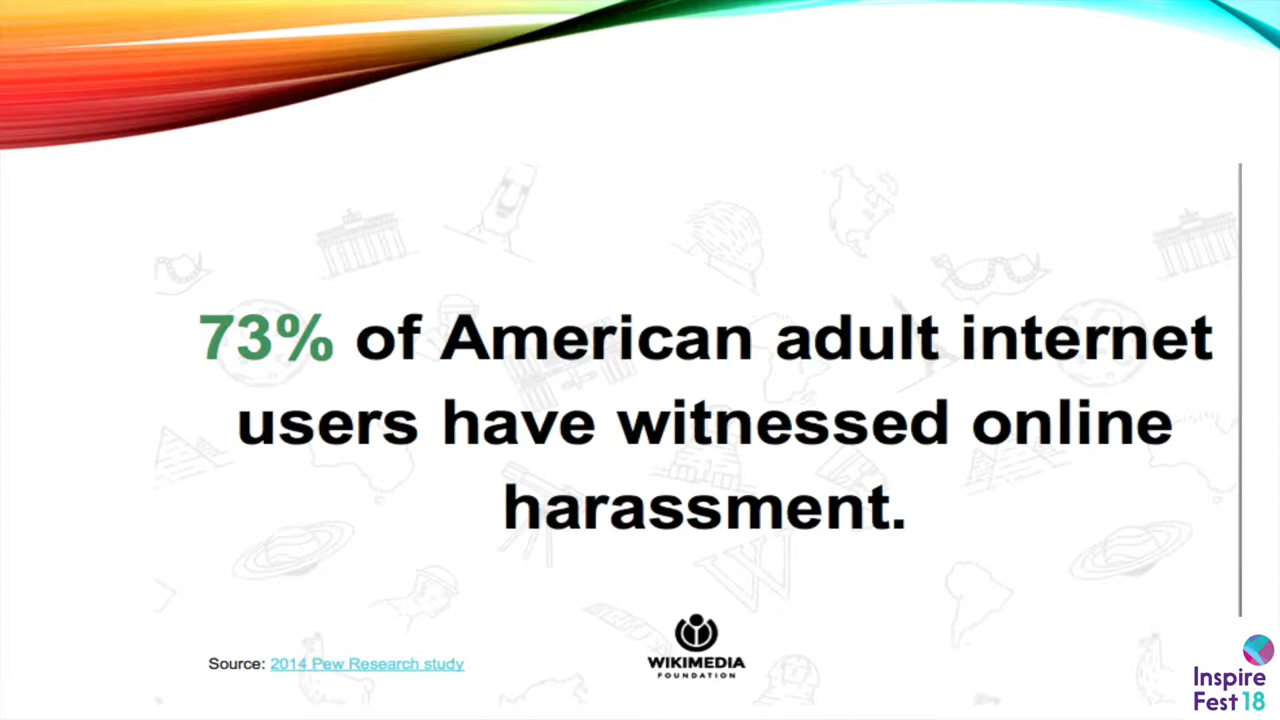 73% of American adult internet
users have witnessed online
harassment.
Source: 2014 Pew Research study
WIKIMEDIA
FOUNDATION
Inspire
Fest 18